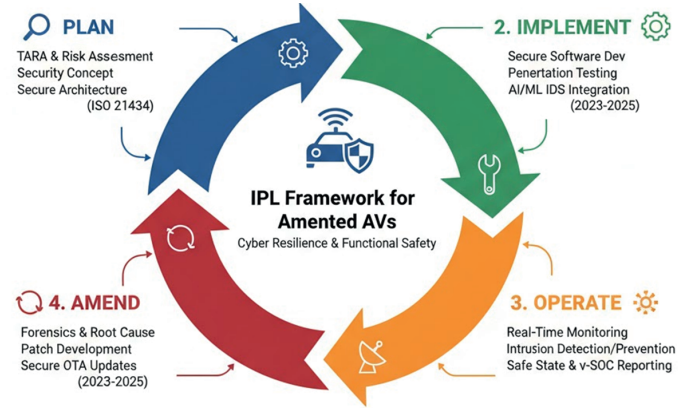 PLAN
TARA & Risk Assesment
Security Concept
Secure Architecture
(ISO 21434)
2. IMPLEMENT
Secure Software Dev
Penertation Testing
AI/ML IDS Integration
(2023-2025)
IPL Framework for
Amented AVs
Cyber Resilience & Functional Safety
3. OPERATE
Real-Time Monitoring
Intrusion Detection/Prevention
Safe State & v-SOC Reporting
4. AMEND
Forensics & Root Cause
Patch Development
Secure OTA Updates
(2023-2025)